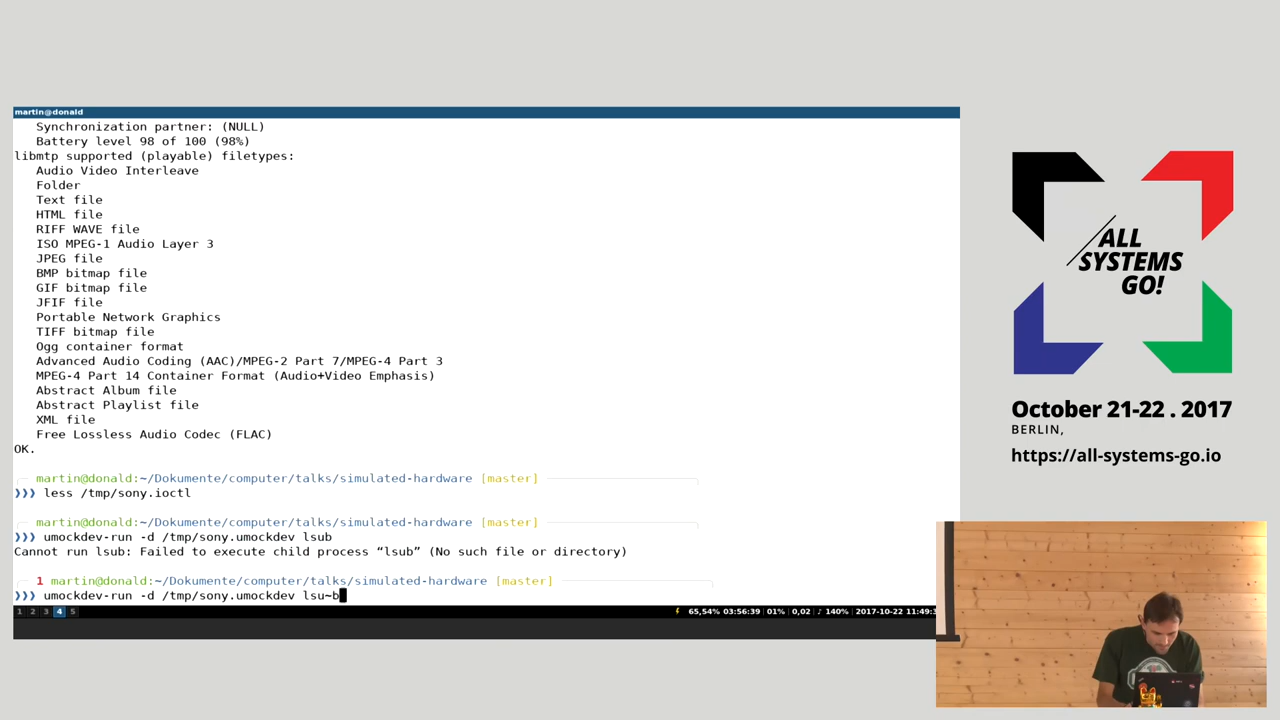 martin@donald
Synchronization partner: (NULL)
Battery level 98 of 100 (98%)
libmtp supported (playable) filetypes:
Audio Video Interleave
Folder
Text file
HTML file
RIFF WAVE file
ISO MPEG-1 Audio Layer 3
JPEG file
BMP bitmap file
GIF bitmap file
JFIF file
Portable Network Graphics
TIFF bitmap file
Ogg container format
Advanced Audio Coding (AAC)/MPEG-2 Part 7/MPEG-4 Part 3
MPEG-4 Part 14 Container Format (Audio+Video Emphasis)
Abstract Album file
Abstract Playlist file
XML file
Free Lossless Audio Codec (FLAC)
OK.
martin@donald:~/Dokumente/computer/talks/simulated-hardware [master]
❯❯❯ less /tmp/sony.ioctl
martin@donald:~/Dokumente/computer/talks/simulated-hardware [master]
❯❯❯ umockdev-run -d /tmp/sony.umockdev lsub
Cannot run lsub: Failed to execute child process “lsub” (No such file or directory)
1 martin@donald:~/Dokumente/computer/talks/simulated-hardware [master]
❯❯❯ umockdev-run -d /tmp/sony.umockdev lsu~b
1 2 3 4 5
65,54% 03:56:39 01% 0,02 ♪ 140% 2017-10-22 11:49:3
ALL
SYSTEMS
GO!
October 21-22 . 2017
BERLIN,
https://all-systems-go.io